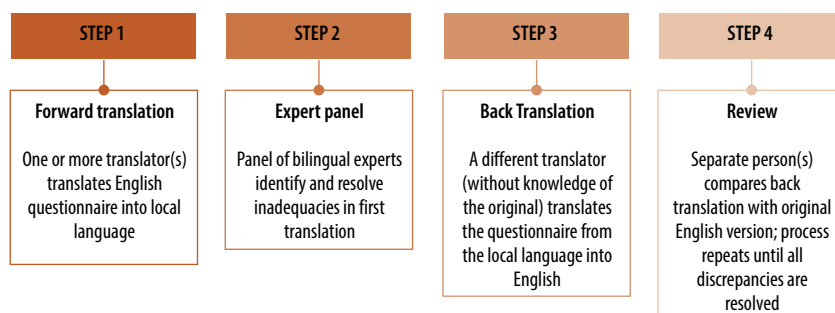 STEP 1
Forward translation
One or more translator(s)
translates English
questionnaire into local
language
STEP 2
Expert panel
Panel of bilingual experts
identify and resolve
inadequacies in first
translation
STEP 3
Back Translation
A different translator
(without knowledge of
the original) translates
the questionnaire from
the local language into
English
STEP 4
Review
Separate person(s)
compares back
translation with original
English version; process
repeats until all
discrepancies are
resolved